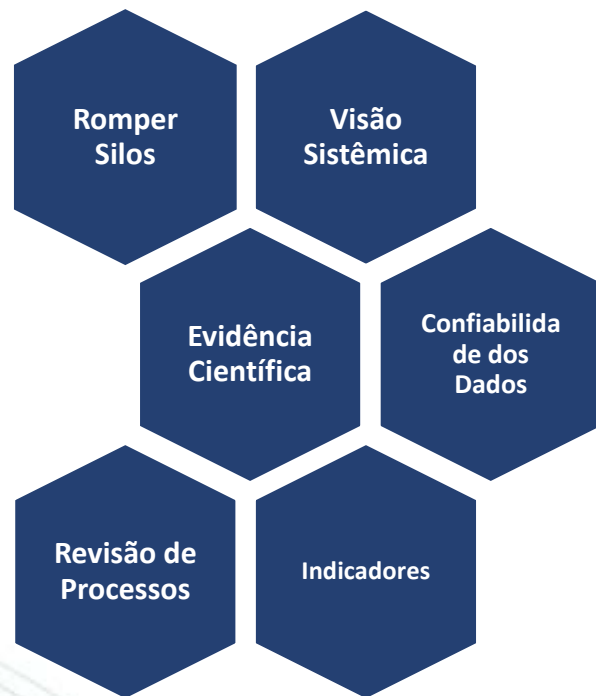 Romper
Silos
Visão
Sistêmica
Evidência
Científica
Confiabilida
de dos
Dados
Revisão de
Processos
Indicadores